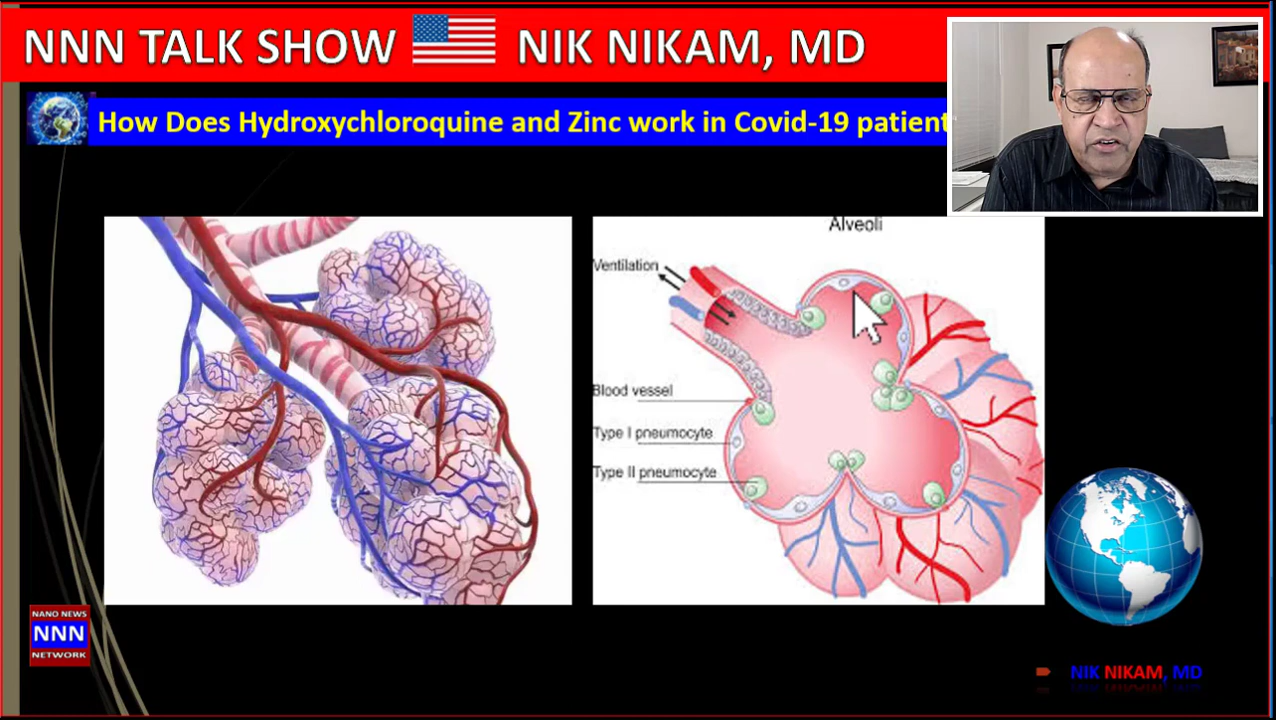 NNN TALK SHOW NIK NIKAM, MD
How Does Hydroxychloroquine and Zinc work in Covid-19 patient
Alveoli
Ventilation
Blood vessel
Type I pneumocyte
Type II pneumocyte
NANO NEWS
NNN
NETWORK
NIK NIKAM, MD